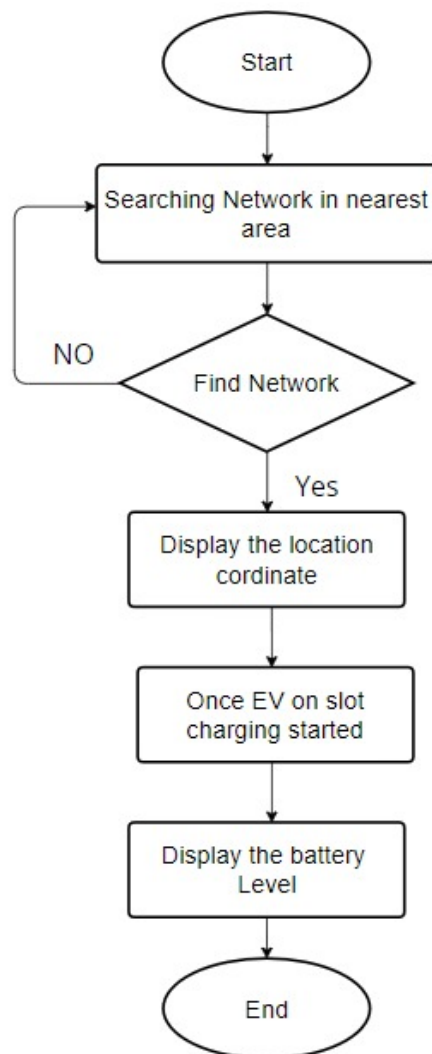 Start
Searching Network in nearest
area
NO
Find Network
Yes
Display the location
cordinate
Once EV on slot
charging started
Display the battery
Level
End